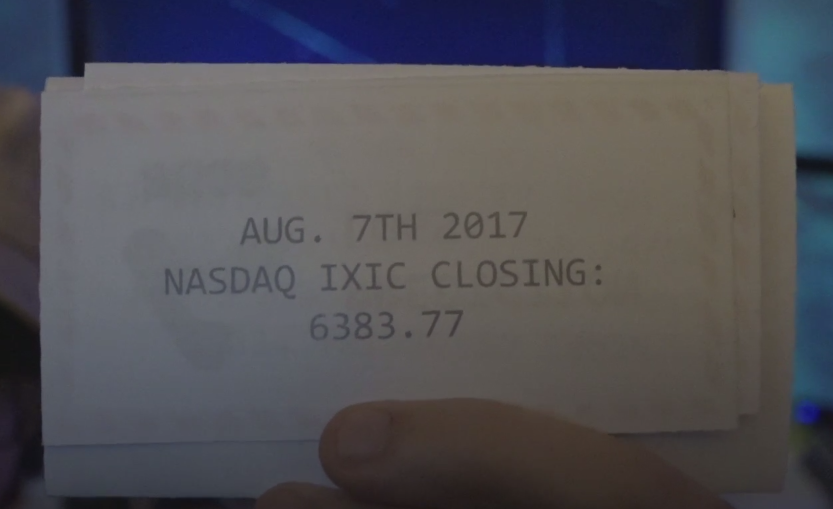 AUG. 7TH 2017
NASDAQ IXIC CLOSING:
6383.77